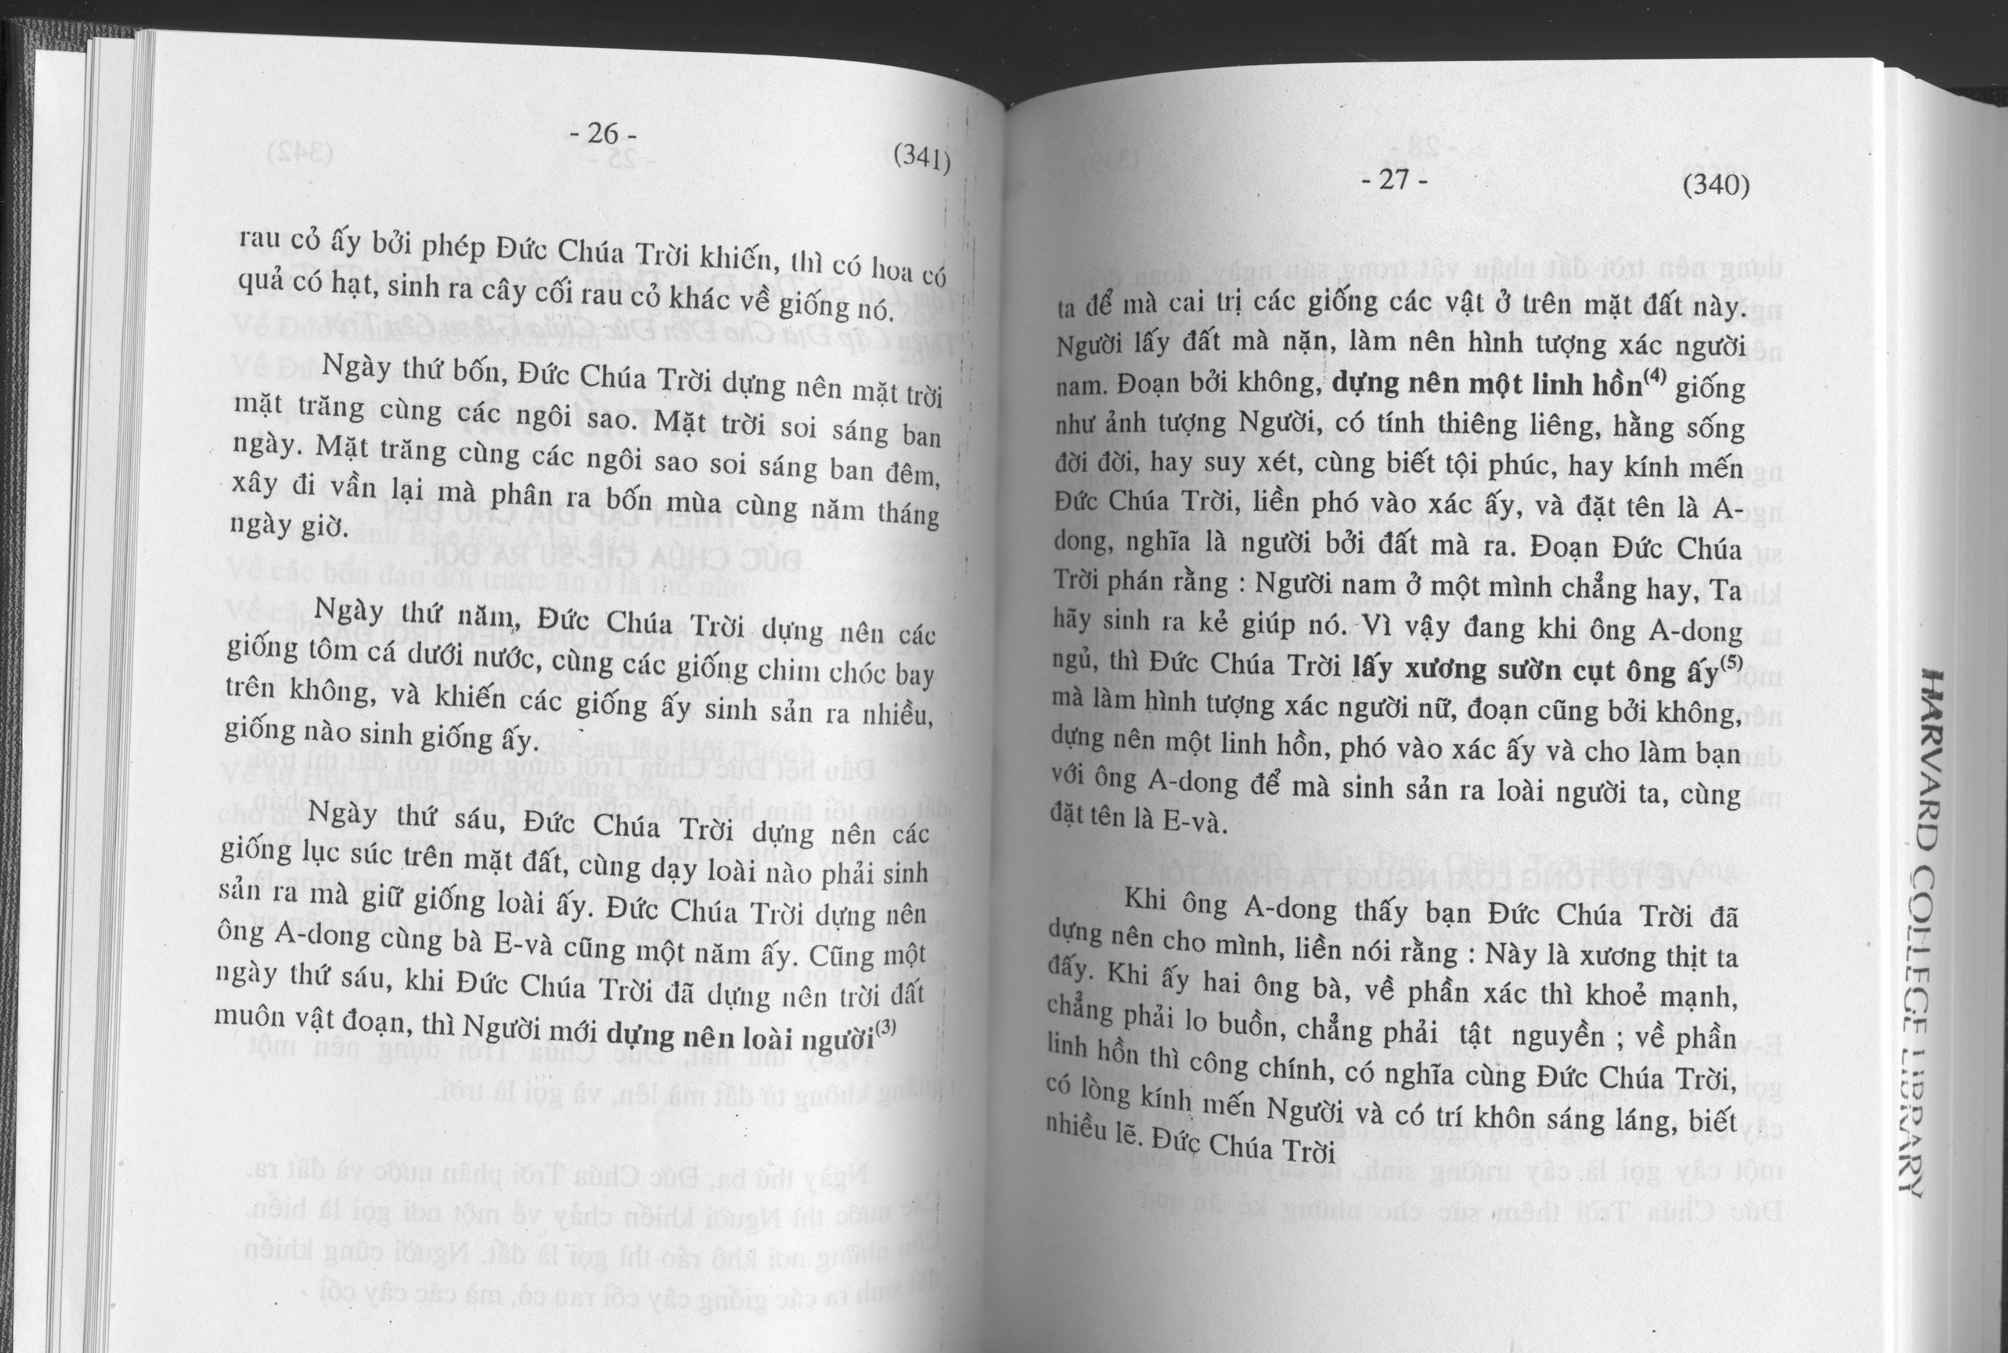 - 26 -
(341)
rau cỏ ấy bởi phép Đức Chúa Trời khiến, thì có hoa có
quả có hạt, sinh ra cây cối rau cỏ khác về giống nó.
Ngày thứ bốn, Đức Chúa Trời dựng nên mặt trời
mặt trăng cùng các ngôi sao. Mặt trời soi sáng ban
ngày. Mặt trăng cùng các ngôi sao soi sáng ban đêm,
xây đi vần lại mà phân ra bốn mùa cùng năm tháng
ngày giờ.
Ngày thứ năm, Đức Chúa Trời dựng nên các
giống tôm cá dưới nước, cùng các giống chim chóc bay
trên không, và khiến các giống ấy sinh sản ra nhiều,
giống nào sinh giống ấy.
Ngày thứ sáu, Đức Chúa Trời dựng nên các
giống lục súc trên mặt đất, cùng dạy loài nào phải sinh
sản ra mà giữ giống loài ấy. Đức Chúa Trời dựng nên
ông A-dong cùng bà E-và cũng một năm ấy. Cũng một
ngày thứ sáu, khi Đức Chúa Trời đã dựng nên trời đất
muôn vật đoạn, thì Người mới dựng nên loài người(3)
- 27 -
(340)
ta để mà cai trị các giống các vật ở trên mặt đất này.
Người lấy đất mà nặn, làm nên hình tượng xác người
nam. Đoạn bởi không, dựng nên một linh hồn(4) giống
như ảnh tượng Người, có tính thiêng liêng, hằng sống
đời đời, hay suy xét, cùng biết tội phúc, hay kính mến
Đức Chúa Trời, liền phó vào xác ấy, và đặt tên là A-
dong, nghĩa là người bởi đất mà ra. Đoạn Đức Chúa
Trời phán rằng : Người nam ở một mình chẳng hay, Ta
hãy sinh ra kẻ giúp nó. Vì vậy đang khi ông A-dong
ngủ, thì Đức Chúa Trời lấy xương sườn cụt ông ấy(5)
mà làm hình tượng xác người nữ, đoạn cũng bởi không,
dựng nên một linh hồn, phó vào xác ấy và cho làm bạn
với ông A-dong để mà sinh sản ra loài người ta, cùng
đặt tên là E-và.
Khi ông A-dong thấy bạn Đức Chúa Trời đã
dựng nên cho mình, liền nói rằng : Này là xương thịt ta
đấy. Khi ấy hai ông bà, về phần xác thì khoẻ mạnh,
chẳng phải lo buồn, chẳng phải tật nguyền ; về phần
linh hồn thì công chính, có nghĩa cùng Đức Chúa Trời,
có lòng kính mến Người và có trí khôn sáng láng, biết
nhiều lẽ. Đức Chúa Trời
HARVARD COLLEGE LIBRARY